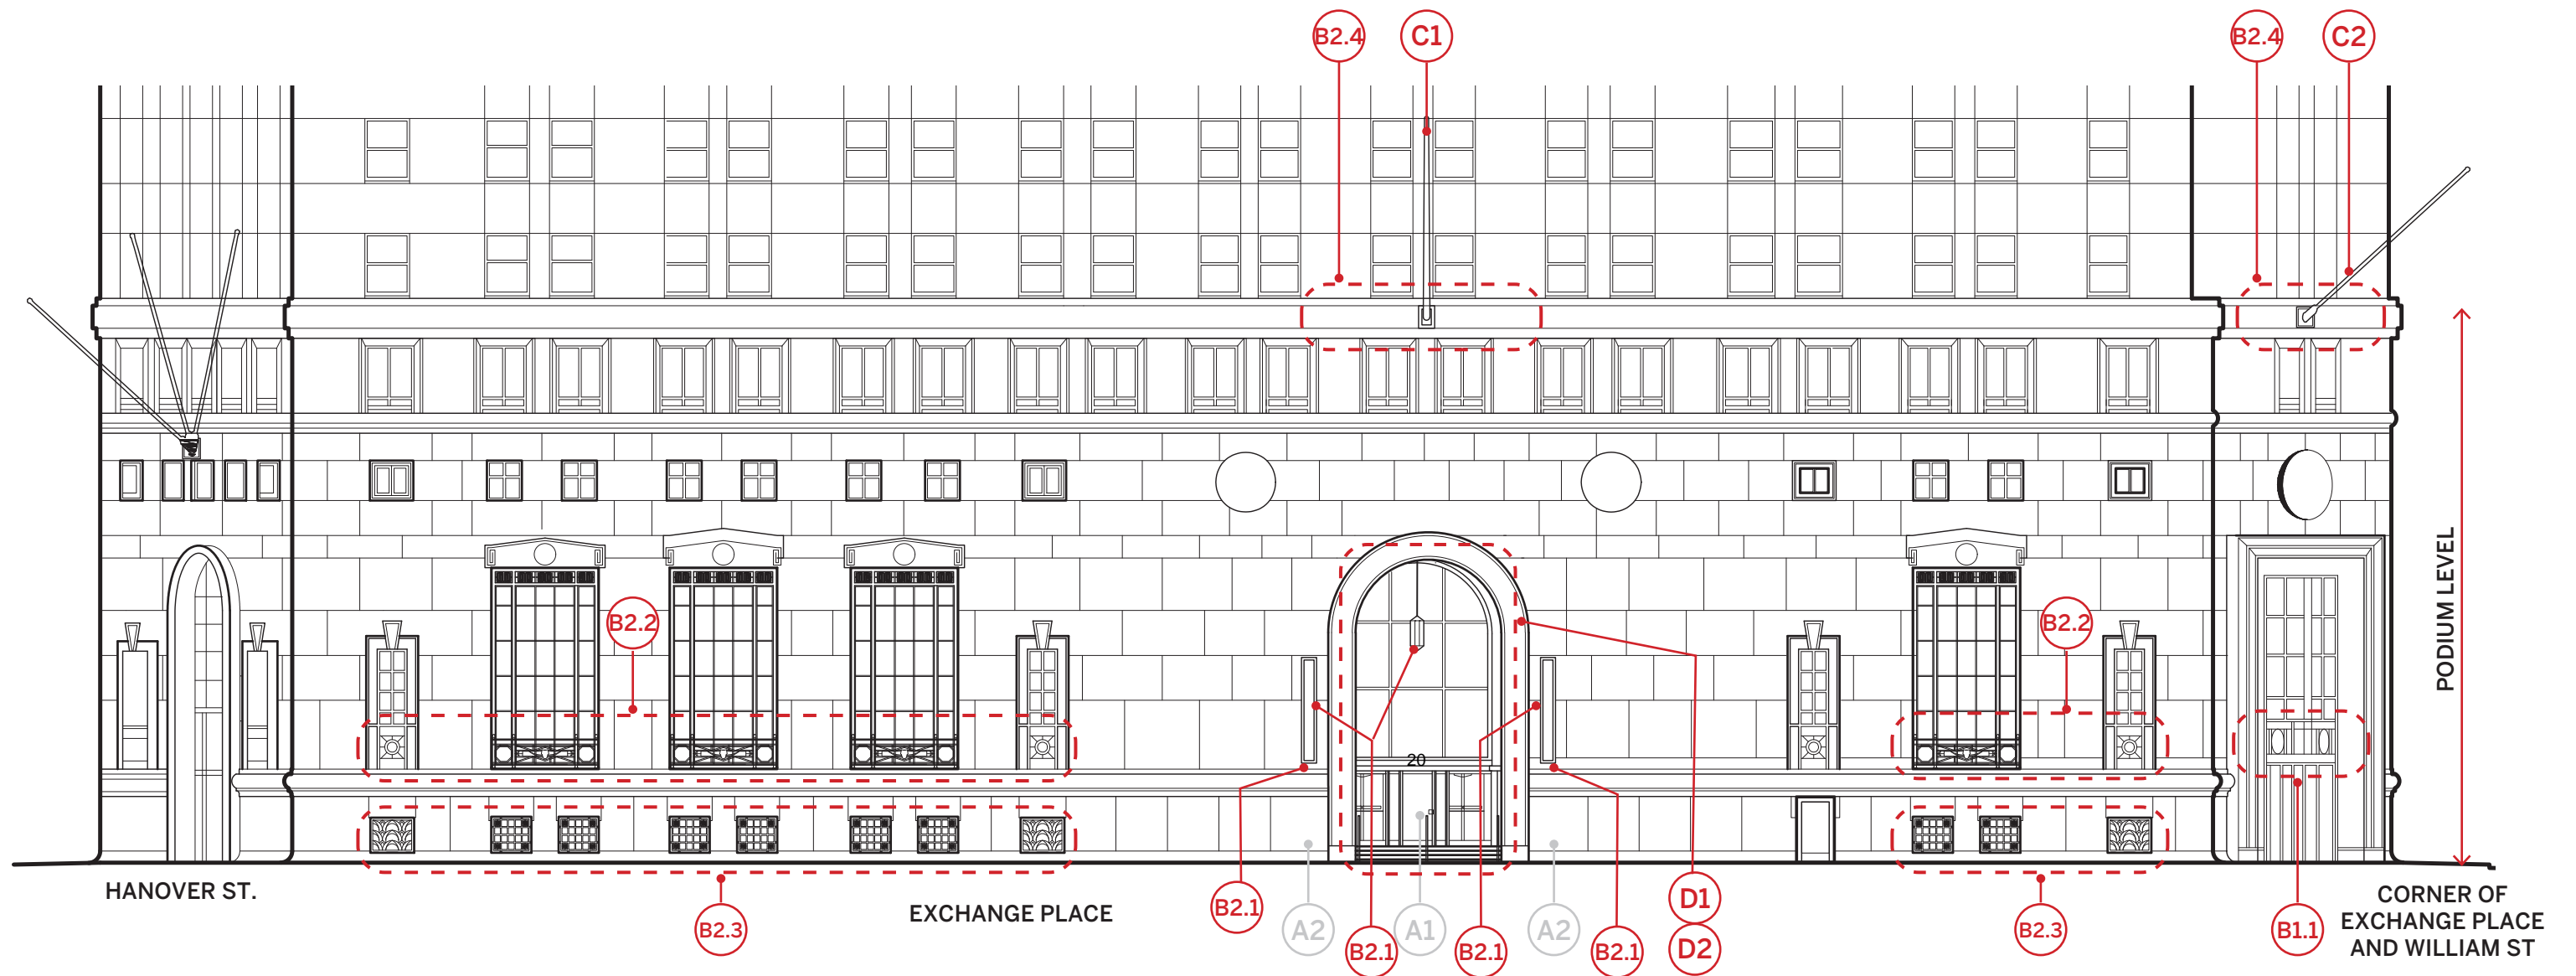 B2.4
C1
B2.4
C2
PODIUM LEVEL
B2.2
B2.2
20
HANOVER ST.
EXCHANGE PLACE
CORNER OF
EXCHANGE PLACE
AND WILLIAM ST
B2.3
B2.1
A2
B2.1
A1
B2.1
A2
B2.1
D1
D2
B2.3
B1.1